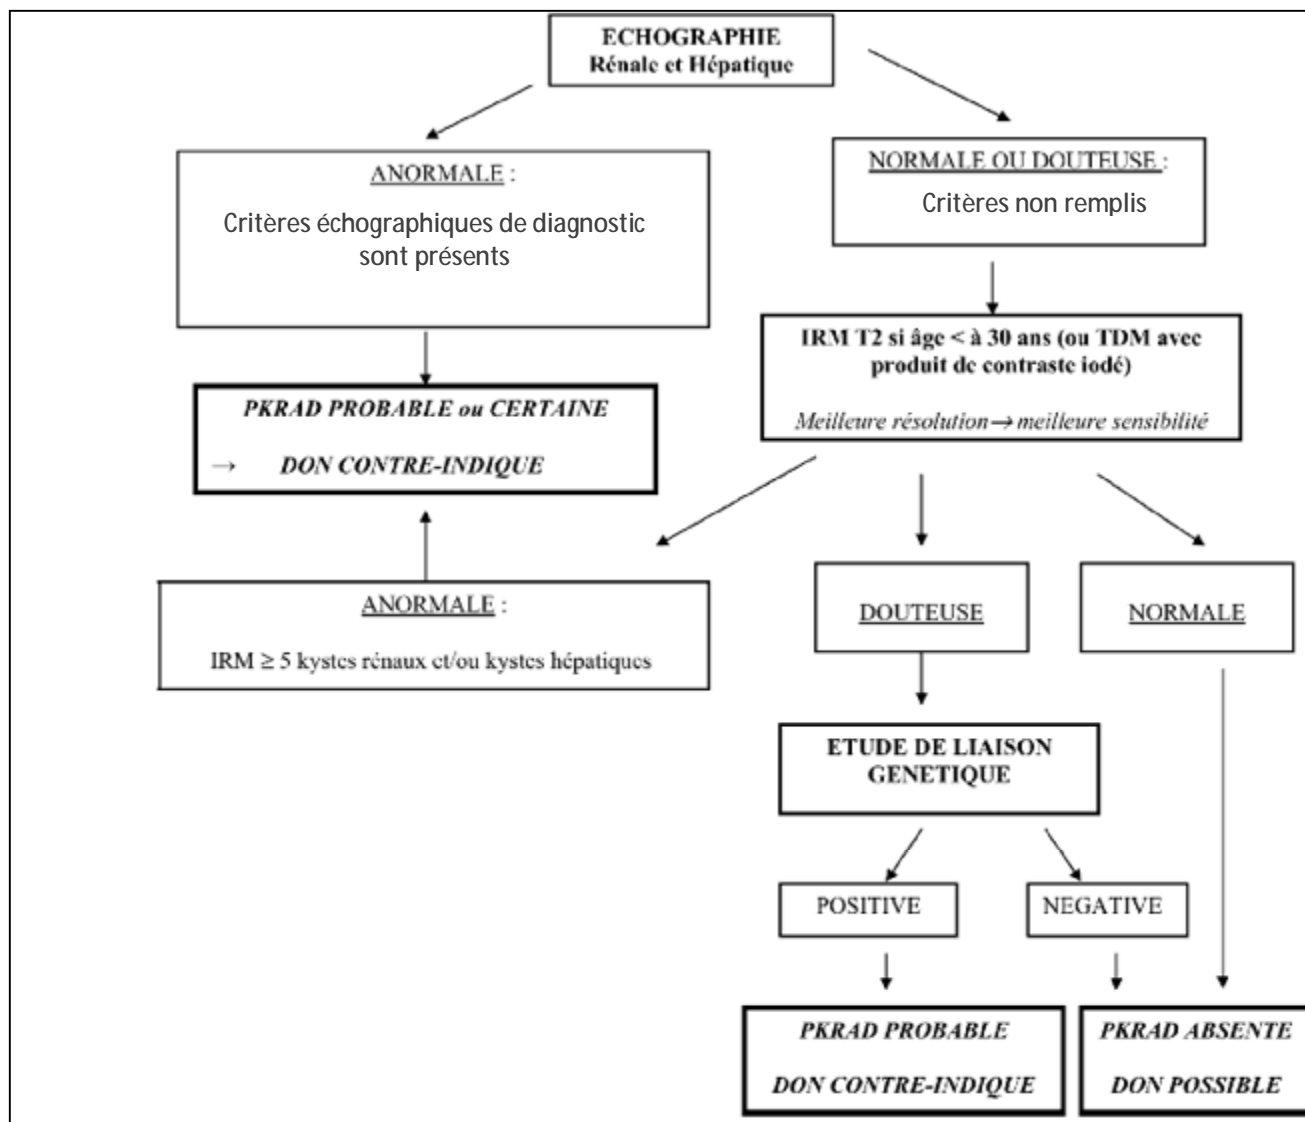 ECHOGRAPHIE
Rénale et Hépatique
ANORMALE :
Critères échographiques de diagnostic
sont présents
NORMALE OU DOUTEUSE :
Critères non remplis
IRM T2 si âge < à 30 ans (ou TDM avec
produit de contraste iodé)
Meilleure résolution→ meilleure sensibilité
PKRAD PROBABLE ou CERTAINE
→ DON CONTRE-INDIQUE
ANORMALE :
IRM ≥ 5 kystes rénaux et/ou kystes hépatiques
DOUTEUSE
NORMALE
ETUDE DE LIAISON
GENETIQUE
POSITIVE
NEGATIVE
PKRAD PROBABLE
DON CONTRE-INDIQUE
PKRAD ABSENTE
DON POSSIBLE